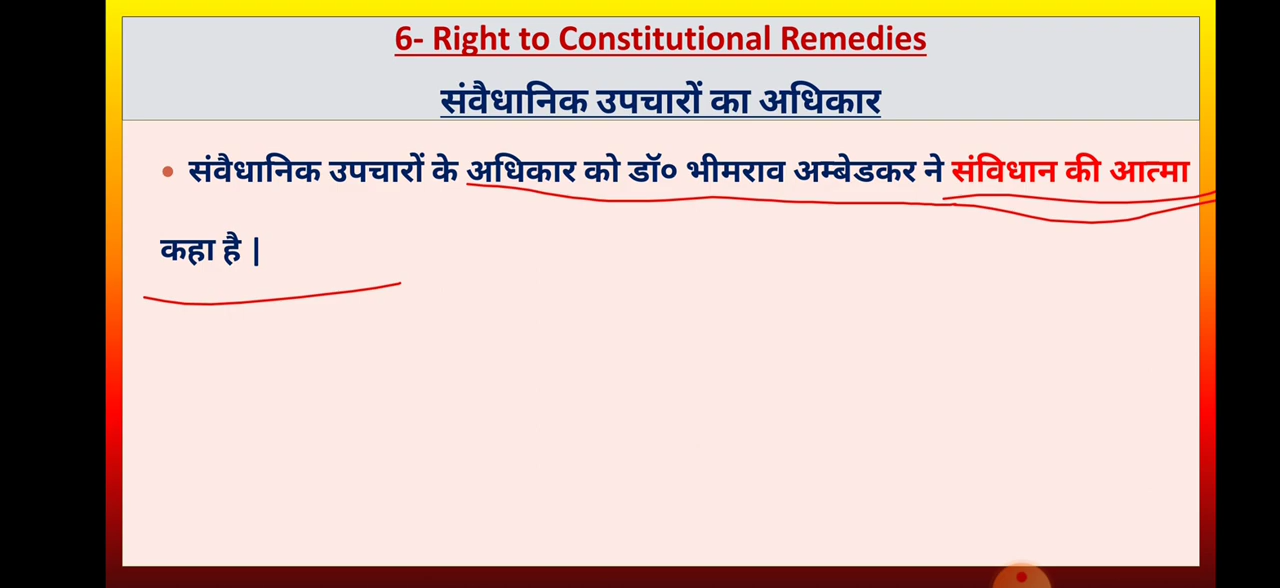 6- Right to Constitutional Remedies
संवैधानिक उपचारों का अधिकार
• संवैधानिक उपचारों के अधिकार को डॉ० भीमराव अम्बेडकर ने संविधान की आत्मा
कहा है |